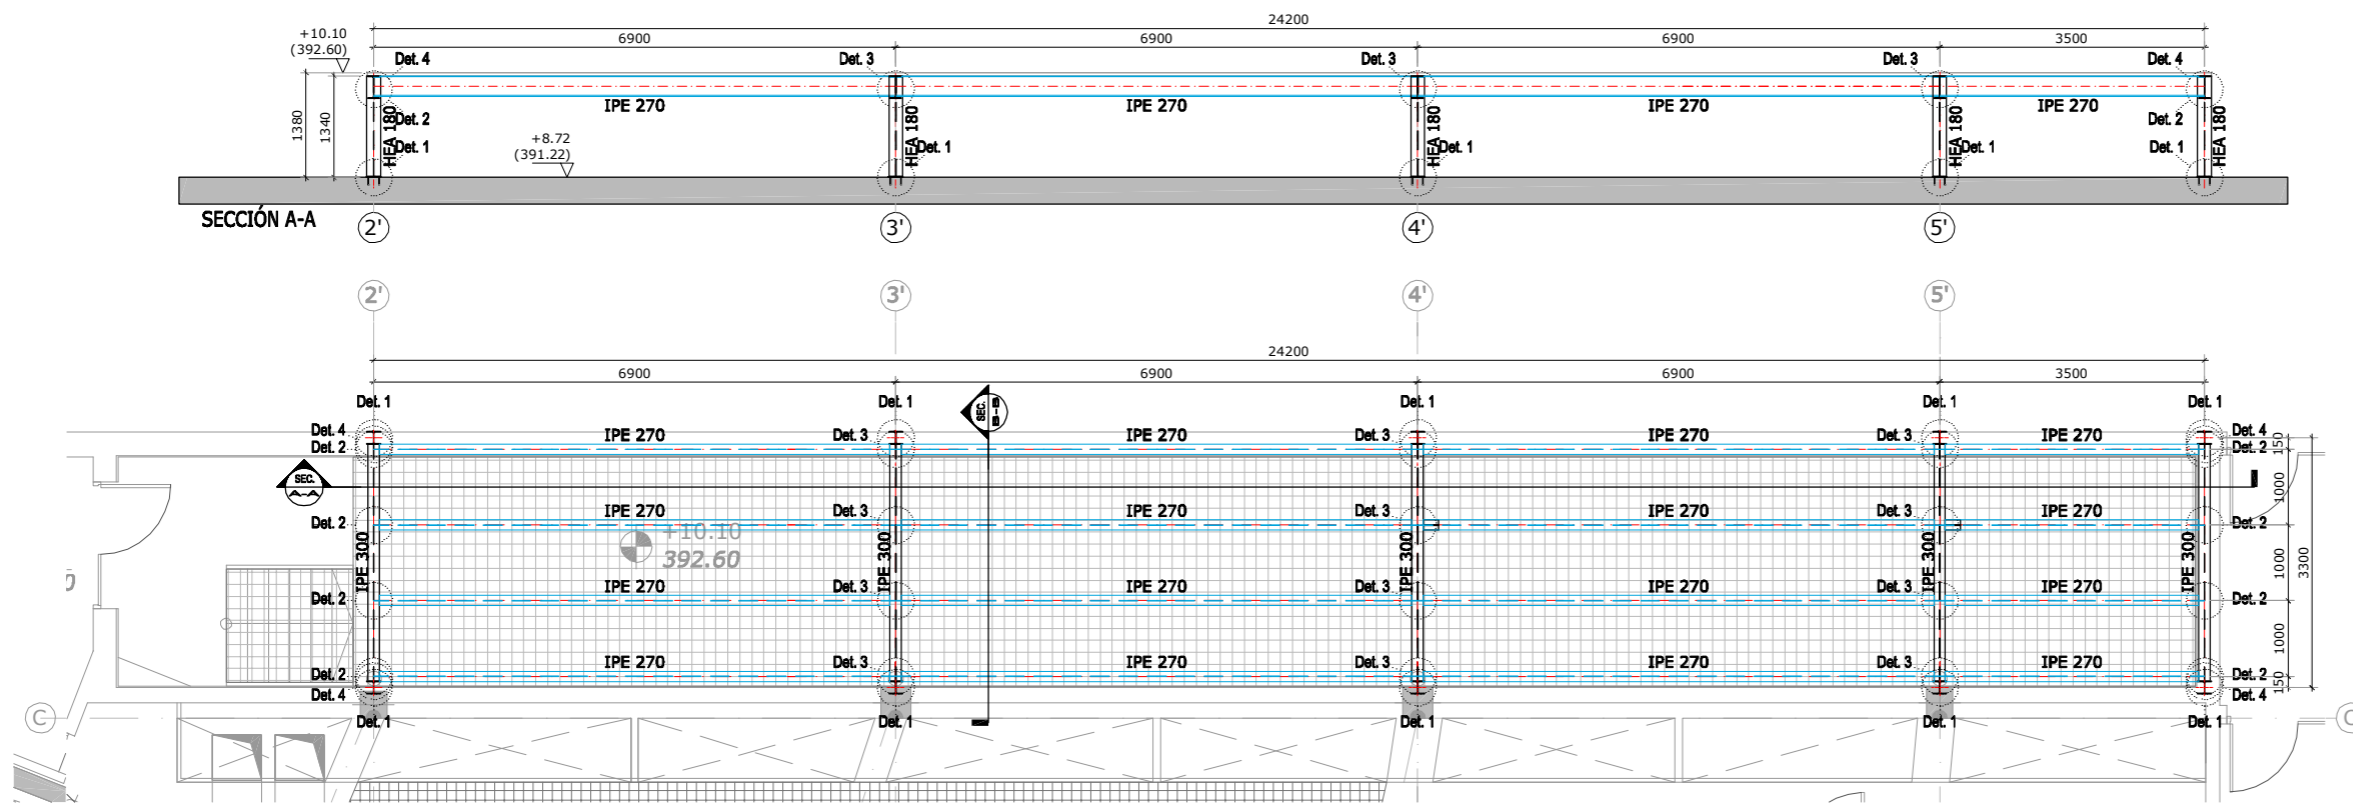 24200
6900 6900 6900 3500
+10.10
(392.60)
Det. 4 Det. 3 Det. 3 Det. 3 Det. 4
IPE 270 IPE 270 IPE 270 IPE 270
1380 1340
HEA 180 HEA 180 HEA 180 HEA 180 HEA 180
Det. 2 Det. 2
+8.72
(391.22)
Det. 1 Det. 1 Det. 1 Det. 1 Det. 1
SECCIÓN A-A
2' 3' 4' 5'
2' 3' 4' 5'
24200
6900 6900 6900 3500
Det. 1 Det. 1 Det. 1 Det. 1 Det. 1
SEC.
B-B
Det. 4 IPE 270 Det. 3 IPE 270 Det. 3 IPE 270 Det. 3 IPE 270 Det. 4
Det. 2 Det. 2
150
SEC.
A-A
1000
Det. 2 IPE 270 Det. 3 IPE 270 Det. 3 IPE 270 Det. 3 IPE 270 Det. 2
+10.10
392.60
IPE 300 IPE 300 IPE 300 IPE 300 IPE 300
1000
3300
Det. 2 IPE 270 Det. 3 IPE 270 Det. 3 IPE 270 Det. 3 IPE 270 Det. 2
1000
Det. 2 IPE 270 Det. 3 IPE 270 Det. 3 IPE 270 Det. 3 IPE 270 Det. 2
150
Det. 4 Det. 4
C Det. 1 Det. 1 Det. 1 Det. 1 Det. 1 C